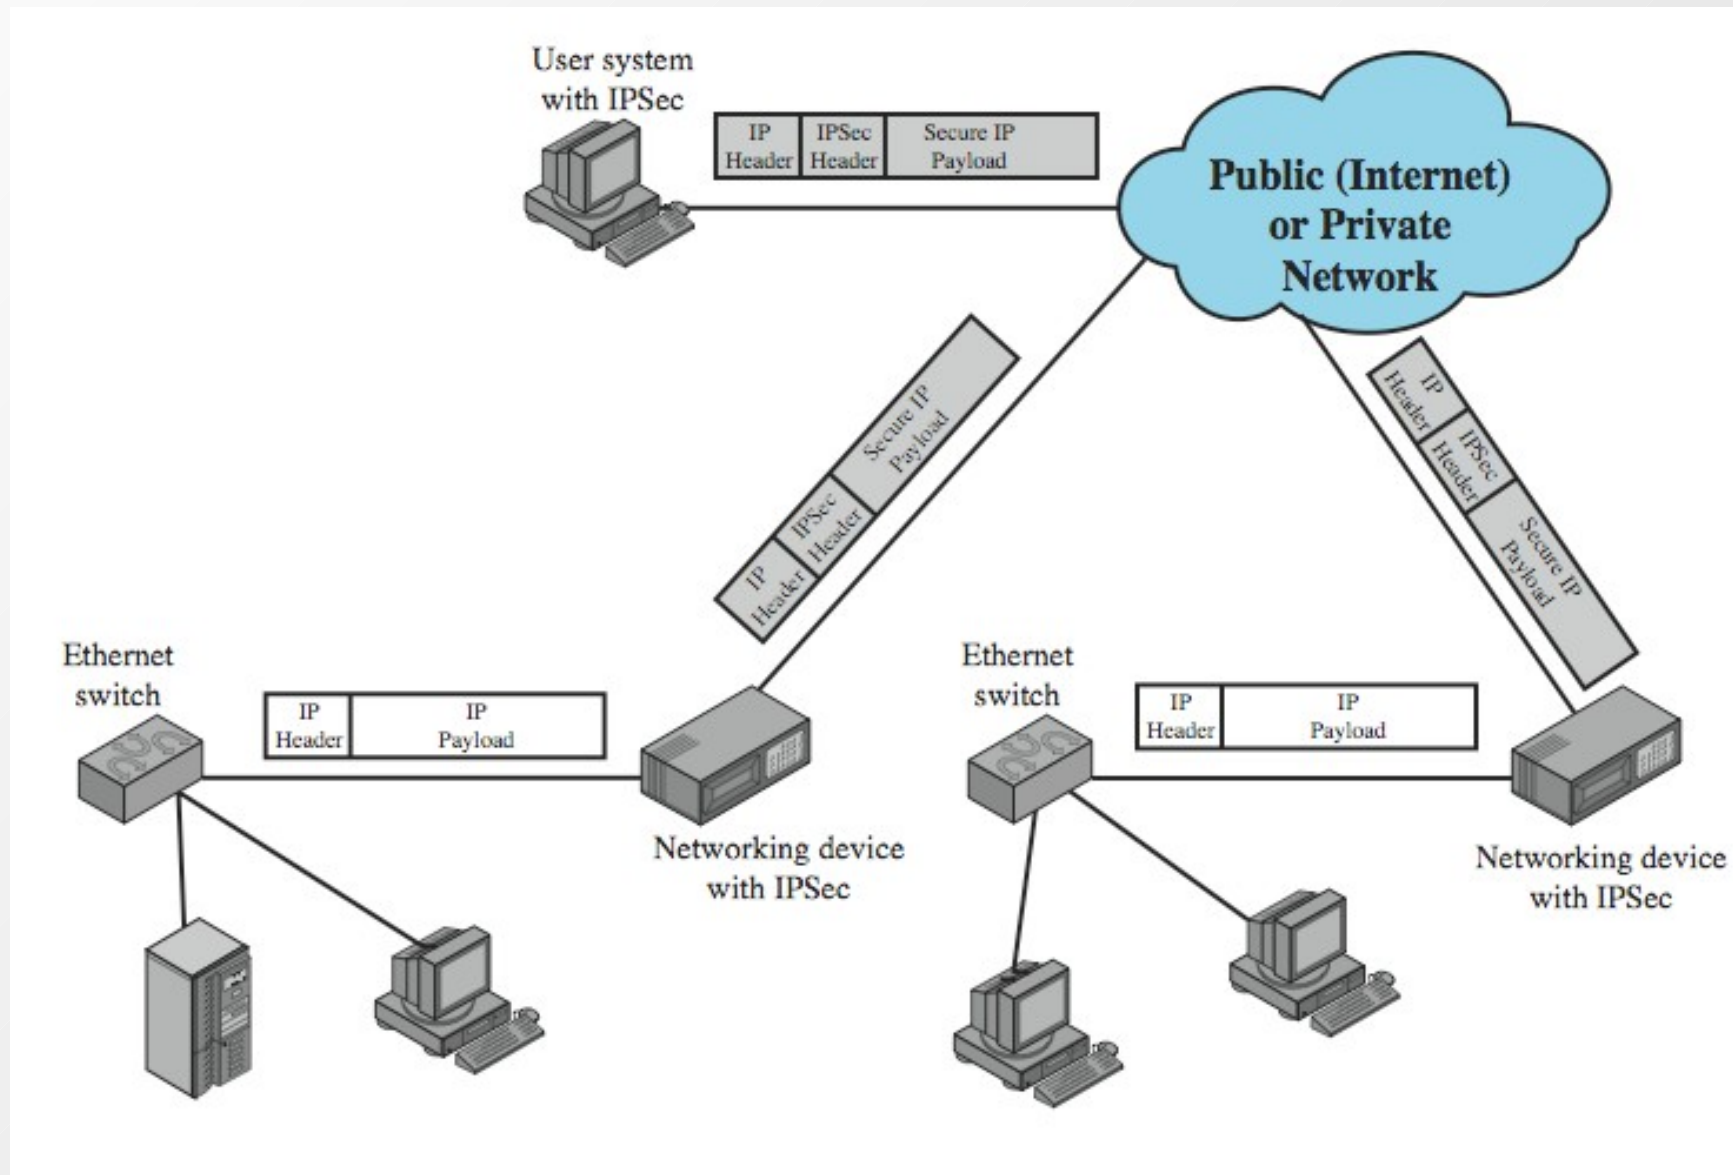 User system
with IPSec
IP
Header
IPSec
Header
Secure IP
Payload
Public (Internet)
or Private
Network
IP
Header
IPSec
Header
Secure IP
Payload
IP
Header
IPSec
Header
Secure IP
Payload
Ethernet
switch
IP
Header
IP
Payload
Networking device
with IPSec
Ethernet
switch
IP
Header
IP
Payload
Networking device
with IPSec